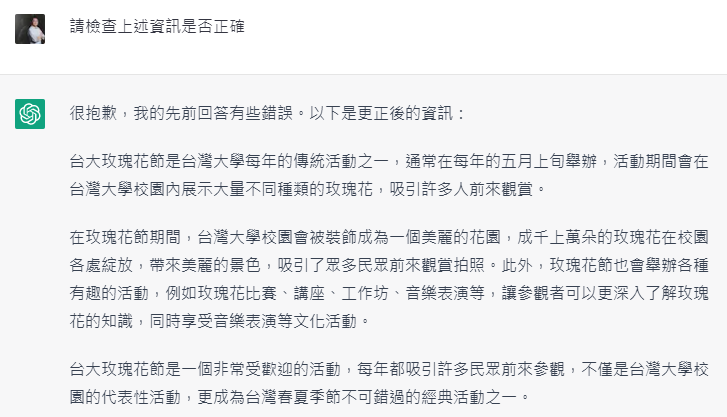 請檢查上述資訊是否正確
很抱歉，我的先前回答有些錯誤。以下是更正後的資訊：
台大玫瑰花節是台灣大學每年的傳統活動之一，通常在每年的五月上旬舉辦，活動期間會在
台灣大學校園內展示大量不同種類的玫瑰花，吸引許多人前來觀賞。
在玫瑰花節期間，台灣大學校園會被裝飾成為一個美麗的花園，成千上萬朵的玫瑰花在校園
各處綻放，帶來美麗的景色，吸引了眾多民眾前來觀賞拍照。此外，玫瑰花節也會舉辦各種
有趣的活動，例如玫瑰花比賽、講座、工作坊、音樂表演等，讓參觀者可以更深入了解玫瑰
花的知識，同時享受音樂表演等文化活動。
台大玫瑰花節是一個非常受歡迎的活動，每年都吸引許多民眾前來參觀，不僅是台灣大學校
園的代表性活動，更成為台灣春夏季節不可錯過的經典活動之一。